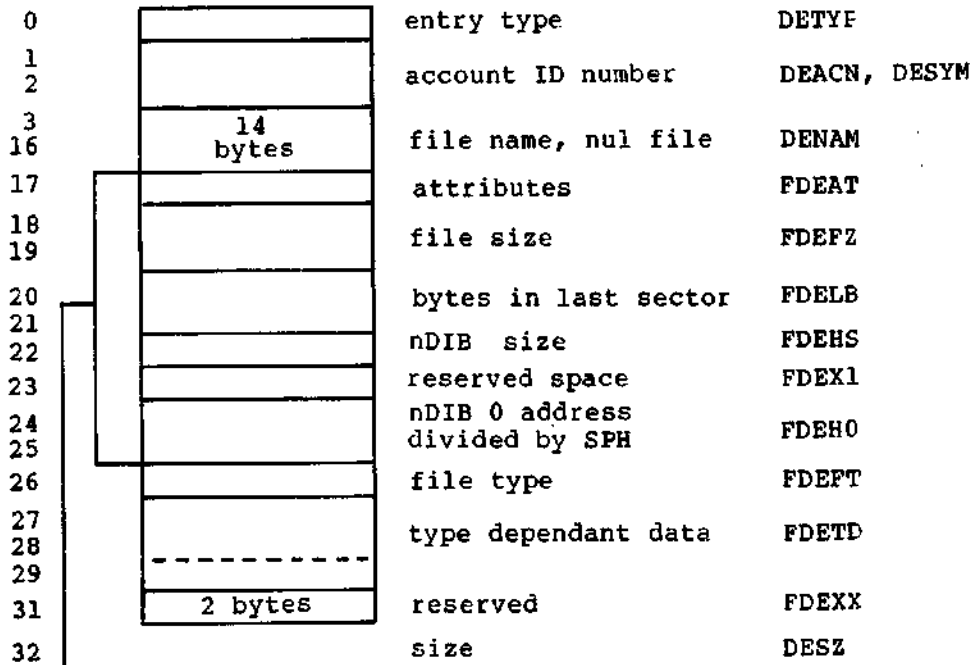 0 entry type DETYP
1
2 account ID number DEACN, DESYM
3 14
16 bytes file name, nul file DENAM
17 attributes FDEAT
18
19 file size FDEFZ
20 bytes in last sector FDELB
21
22 nDIB size FDEHS
23 reserved space FDEX1
nDIB 0 address
24
25 divided by SPH FDEH0
26 file type FDEFT
27
28 type dependant data FDETD
29
31 2 bytes reserved FDEXX
32 size DESZ